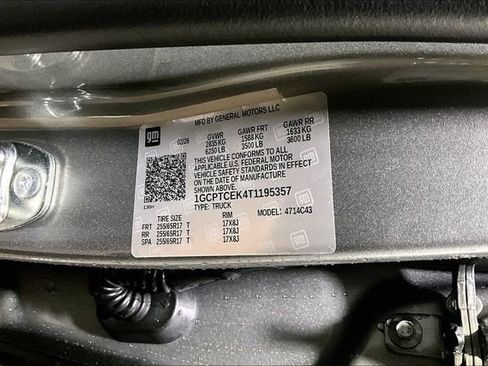 MFD BY GENERAL MOTORS LLC
gm
02/26 GVWR GAWR FRT GAWR RR
2835 KG 1588 KG 1633 KG
6250 LB 3500 LB 3600 LB
THIS VEHICLE CONFORMS TO ALL
APPLICABLE U.S. FEDERAL MOTOR
VEHICLE SAFETY STANDARDS IN EFFECT
ON THE DATE OF MANUFACTURE
SHOWN ABOVE.
1GCPTCEK4T1195357
TYPE: TRUCK MODEL: 4714C43
130H
TIRE SIZE RIM
FRT 255/65R17 T 17X8J
RR 255/65R17 T 17X8J
SPA 255/65R17 T 17X8J